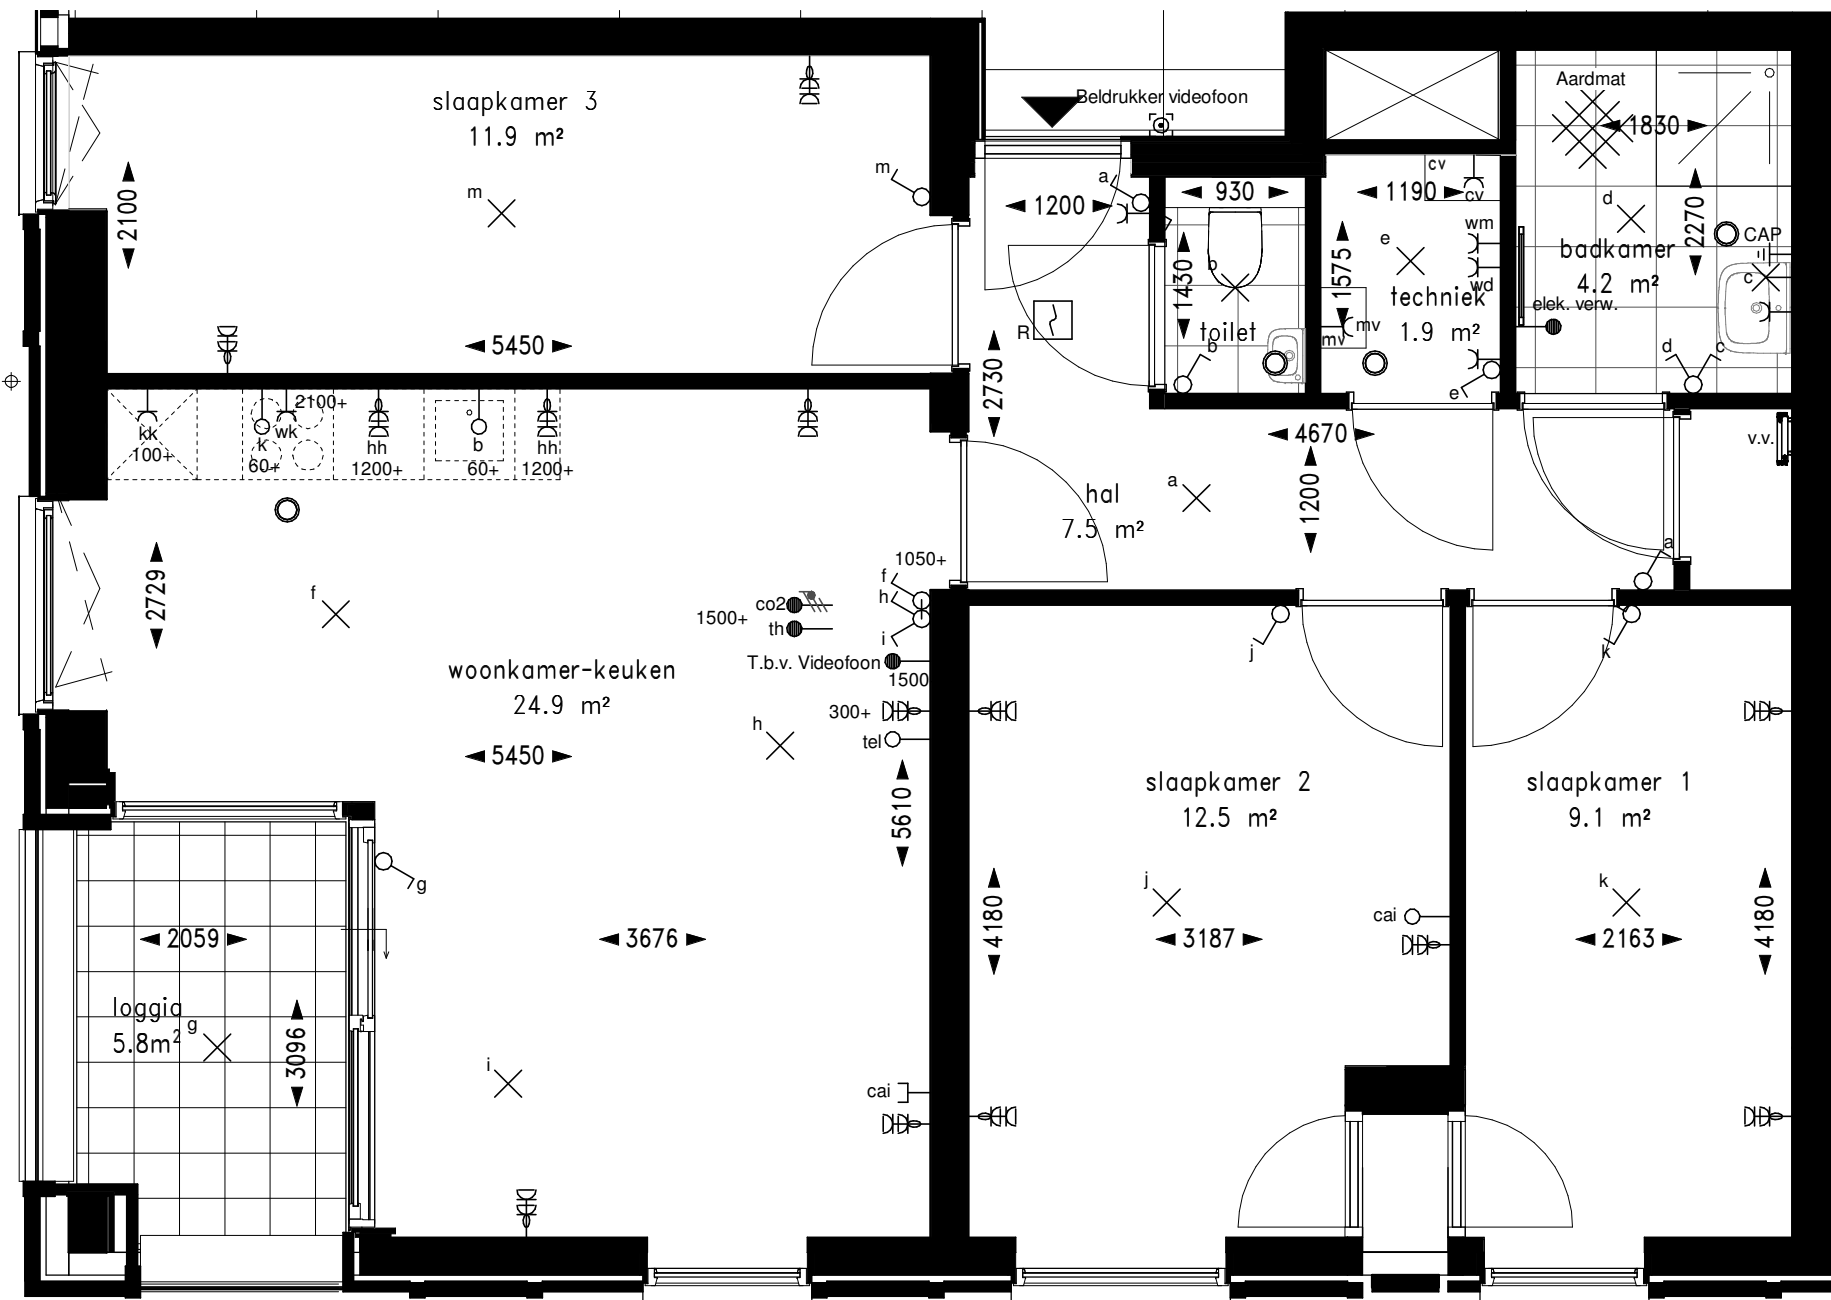 slaapkamer 3
11.9 m²
m
m
2100
5450
Beldrukker videofoon
a
1200
930
1430
b
toilet
b
R
2730
1190
cv
cv
1575
e
wm
wd
techniek
1.9 m²
mv
mv
e
Aardmat
1830
d
2270
badkamer
4.2 m²
CAP
c
elek. verw.
d
c
v.v.
kk
100+
k
60+
wk
2100+
hh
1200+
b
60+
hh
1200+
4670
1200
hal
7.5 m²
a
a
2729
f
1050+
f
h
i
co2
1500+
th
T.b.v. Videofoon
1500
woonkamer-keuken
24.9 m²
300+
tel
h
5450
5610
j
k
slaapkamer 2
12.5 m²
slaapkamer 1
9.1 m²
g
j
k
4180
cai
4180
2059
3676
3187
2163
loggia
5.8m²
g
3096
i
cai